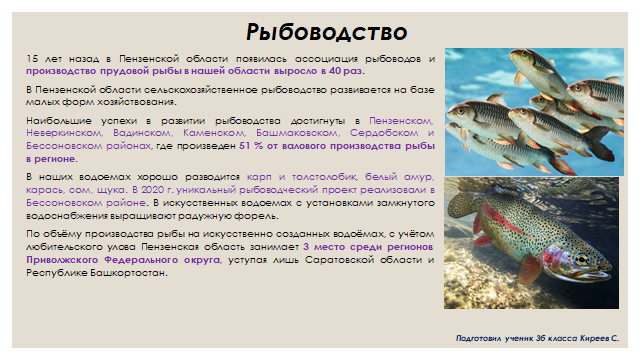 Рыбоводство
15 лет назад в Пензенской области появилась ассоциация рыбоводов и
производство прудовой рыбы в нашей области выросло в 40 раз.
В Пензенской области сельскохозяйственное рыбоводство развивается на базе
малых форм хозяйствования.
Наибольшие успехи в развитии рыбоводства достигнуты в Пензенском,
Неверкинском, Вадинском, Каменском, Башмаковском, Сердобском и
Бессоновском районах, где произведен 51 % от валового производства рыбы
в регионе.
В наших водоемах хорошо разводится карп и толстолобик, белый амур,
карась, сом, щука. В 2020 г. уникальный рыбоводческий проект реализовали в
Бессоновском районе. В искусственных водоемах с установками замкнутого
водоснабжения выращивают радужную форель.
По объёму производства рыбы на искусственно созданных водоёмах, с учётом
любительского улова Пензенская область занимает 3 место среди регионов
Приволжского Федерального округа, уступая лишь Саратовской области и
Республике Башкортостан.
Подготовил ученик 3б класса Киреев С.